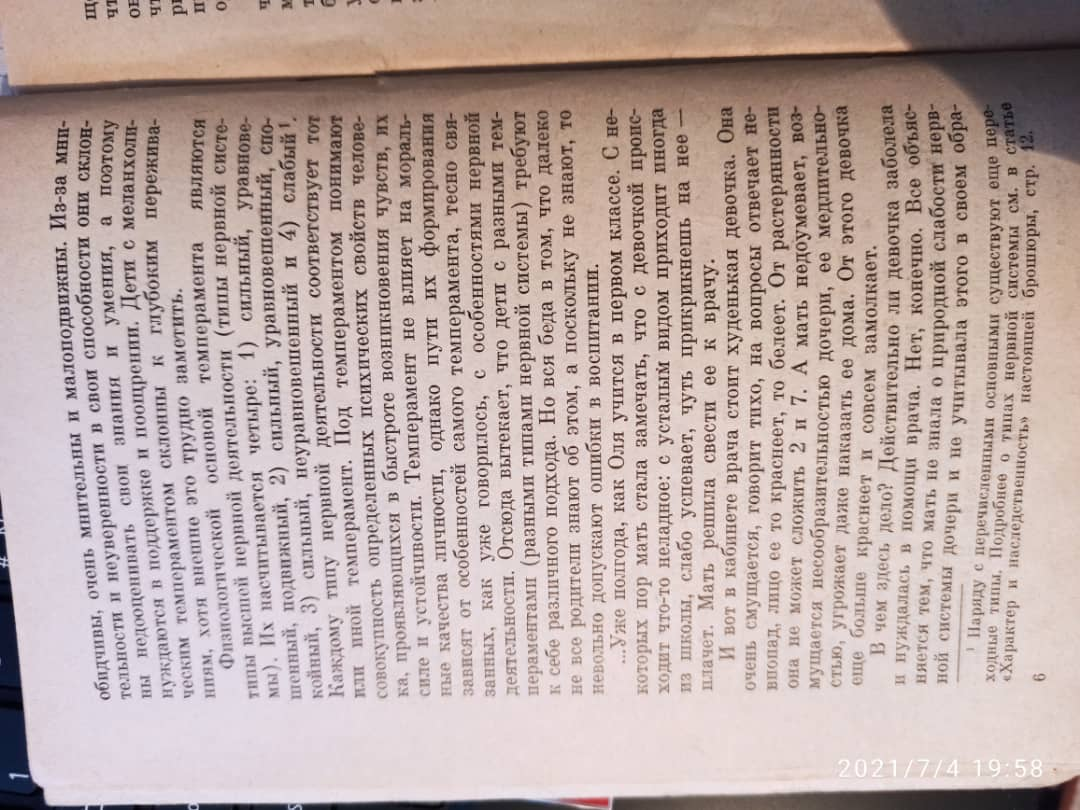 обидчивы, очень мнительны и малоподвижны. Из-за мни-
тельности и неуверенности в свои способности они склон-
ны недооценивать свои знания и умения, а поэтому
нуждаются в поддержке и поощрении. Дети с меланхоли-
ческим темпераментом склонны к глубоким пережива-
ниям, хотя внешне это трудно заметить.
Физиологической основой темперамента являются
типы высшей нервной деятельности (типы нервной систе-
мы). Их насчитывается четыре: 1) сильный, уравнове-
шенный, подвижный, 2) сильный, уравновешенный, спо-
койный, 3) сильный, неуравновешенный и 4) слабый ¹.
Каждому типу нервной деятельности соответствует тот
или иной темперамент. Под темпераментом понимают
совокупность определенных психических свойств челове-
ка, проявляющихся в быстроте возникновения чувств, их
силе и устойчивости. Темперамент не влияет на мораль-
ные качества личности, однако пути их формирования
зависят от особенностей самого темперамента, тесно свя-
занных, как уже говорилось, с особенностями нервной
деятельности. Отсюда вытекает, что дети с разными тем-
пераментами (разными типами нервной системы) требуют
к себе различного подхода. Но вся беда в том, что далеко
не все родители знают об этом, а поскольку не знают, то
невольно допускают ошибки в воспитании.
...Уже полгода, как Оля учится в первом классе. С не-
которых пор мать стала замечать, что с девочкой проис-
ходит что-то неладное: с усталым видом приходит иногда
из школы, слабо успевает, чуть прикрикнешь на нее —
плачет. Мать решила свести ее к врачу.
И вот в кабинете врача стоит худенькая девочка. Она
очень смущается, говорит тихо, на вопросы отвечает не-
впопад, лицо ее то краснеет, то белеет. От растерянности
она не может сложить 2 и 7. А мать недоумевает, воз-
мущается несообразительностью дочери, ее медлительно-
стью, угрожает даже наказать ее дома. От этого девочка
еще больше краснеет и совсем замолкает.
В чем здесь дело? Действительно ли девочка заболела
и нуждалась в помощи врача. Нет, конечно. Все объяс-
няется тем, что мать не знала о природной слабости нерв-
ной системы дочери и не учитывала этого в своем обра-
¹ Наряду с перечисленными основными существуют еще пере-
ходные типы. Подробнее о типах нервной системы см. в статье
«Характер и наследственность» настоящей брошюры, стр. 12.
6
2021/7/4 19:58